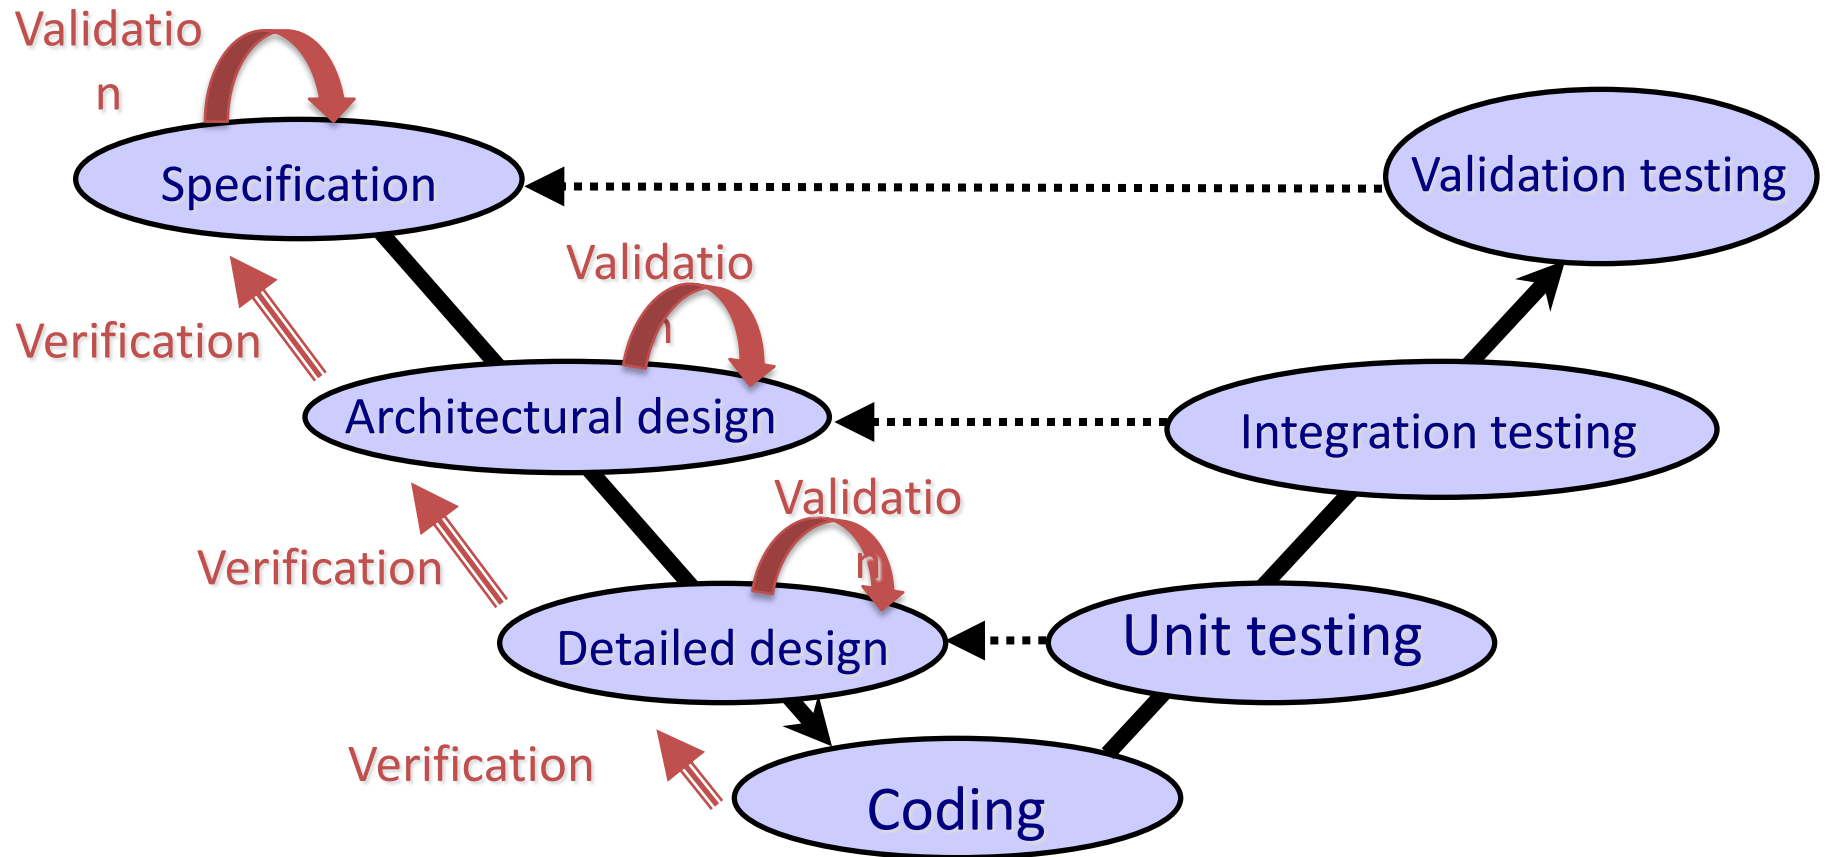 Validatio
n
Specification
Validation testing
Validatio
n
Verification
Architectural design
Integration testing
Validatio
n
Verification
Detailed design
Unit testing
Verification
Coding